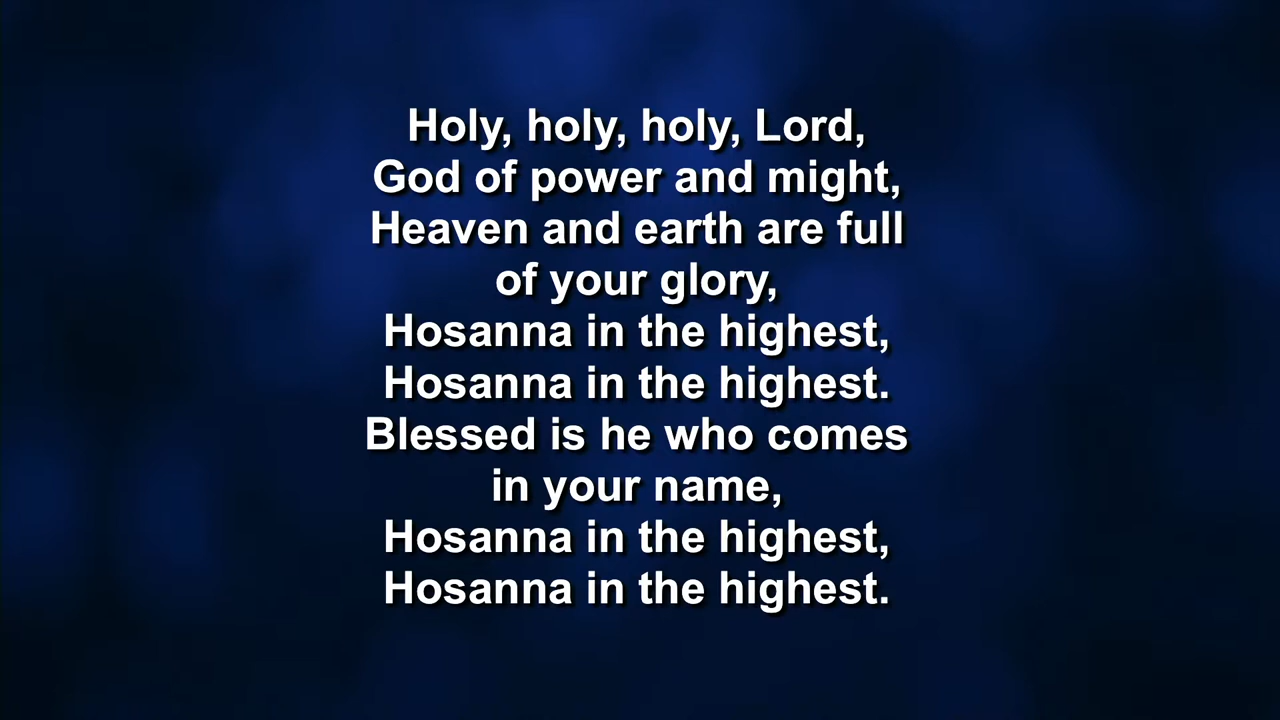 Holy, holy, holy, Lord,
God of power and might,
Heaven and earth are full
of your glory,
Hosanna in the highest,
Hosanna in the highest.
Blessed is he who comes
in your name,
Hosanna in the highest,
Hosanna in the highest.